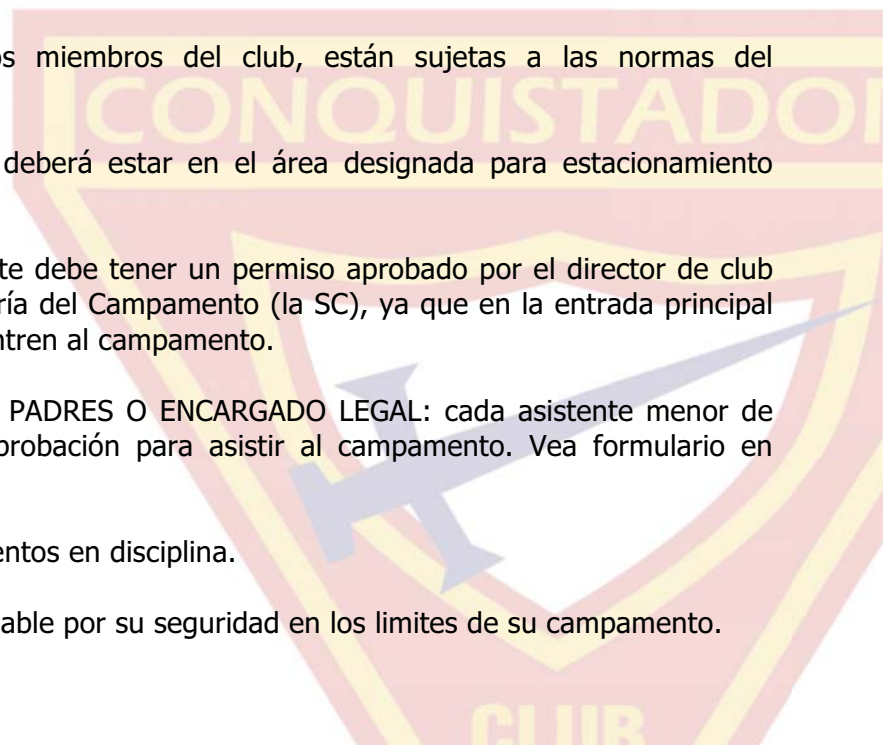 os miembros del club, están sujetas a las normas del
CONQUISTADOR
deberá estar en el área designada para estacionamiento
te debe tener un permiso aprobado por el director de club
ría del Campamento (la SC), ya que en la entrada principal
ntren al campamento.
PADRES O ENCARGADO LEGAL: cada asistente menor de
probación para asistir al campamento. Vea formulario en
entos en disciplina.
able por su seguridad en los limites de su campamento.
CLUB